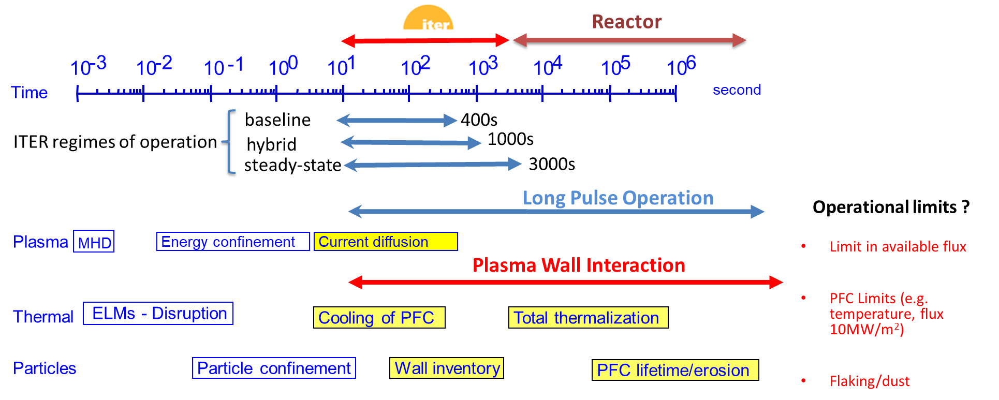 iter
Reactor
10⁻³ 10⁻² 10⁻¹ 10⁰ 10¹ 10² 10³ 10⁴ 10⁵ 10⁶
Time second
baseline 400s
ITER regimes of operation
hybrid 1000s
steady-state 3000s
Long Pulse Operation
Operational limits ?
Plasma MHD Energy confinement Current diffusion
• Limit in available flux
Plasma Wall Interaction
Thermal ELMs - Disruption Cooling of PFC Total thermalization
• PFC Limits (e.g.
temperature, flux
10MW/m²)
Particles Particle confinement Wall inventory PFC lifetime/erosion
• Flaking/dust